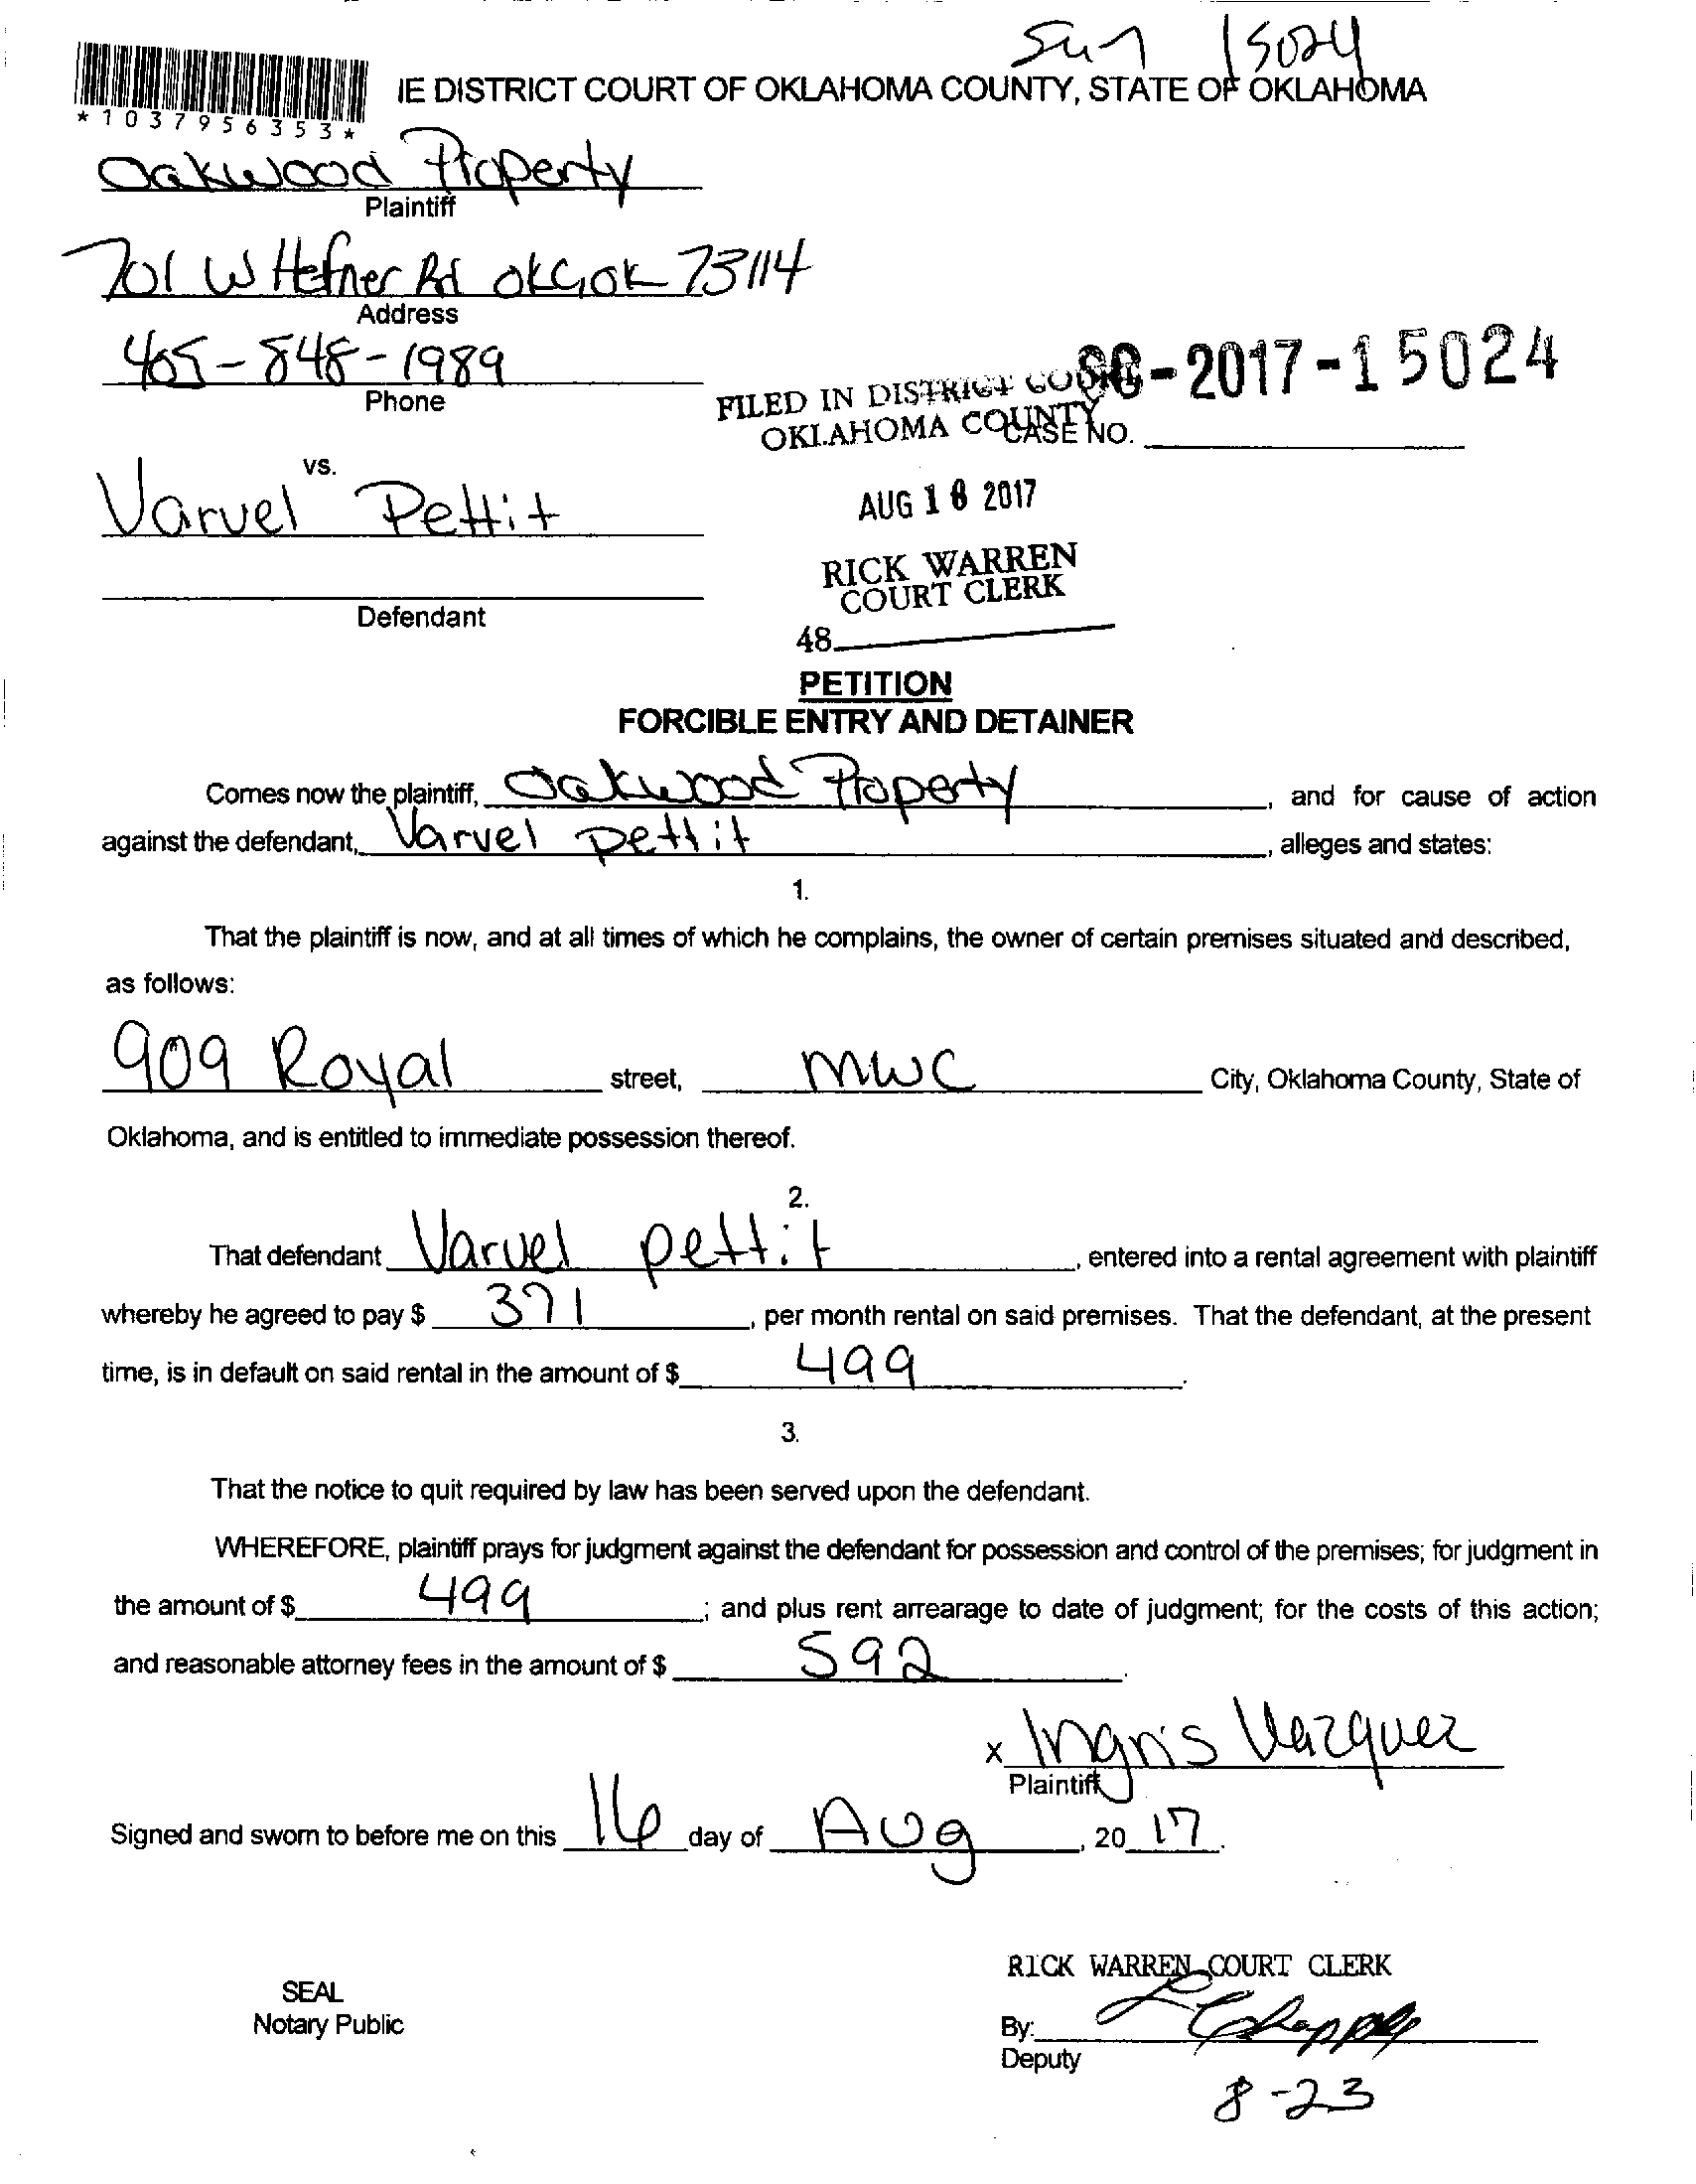 Sum 15024
*1037956353*
IE DISTRICT COURT OF OKLAHOMA COUNTY, STATE OF OKLAHOMA
Oakwood Property
Plaintiff
701 W Hefner Rd OKC, OK 73114
Address
405-848-1989
Phone
SC-2017-15024
FILED IN DISTRICT COURT
OKLAHOMA COUNTY
CASE NO.
vs.
Varvel Pettit
AUG 16 2017
RICK WARREN
COURT CLERK
Defendant
48
PETITION
FORCIBLE ENTRY AND DETAINER
Comes now the plaintiff, Oakwood Property, and for cause of action
against the defendant, Varvel Pettit, alleges and states:
1.
That the plaintiff is now, and at all times of which he complains, the owner of certain premises situated and described,
as follows:
909 Royal street, MWC City, Oklahoma County, State of
Oklahoma, and is entitled to immediate possession thereof.
2.
That defendant Varvel pettit, entered into a rental agreement with plaintiff
whereby he agreed to pay $ 371, per month rental on said premises. That the defendant, at the present
time, is in default on said rental in the amount of $ 499.
3.
That the notice to quit required by law has been served upon the defendant.
WHEREFORE, plaintiff prays for judgment against the defendant for possession and control of the premises; for judgment in
the amount of $ 499; and plus rent arrearage to date of judgment; for the costs of this action;
and reasonable attorney fees in the amount of $ 592.
x Ingris Vazquez
Plaintiff
Signed and sworn to before me on this 16 day of Aug, 20 17.
RICK WARREN COURT CLERK
SEAL
Notary Public
By:
Deputy
8-23